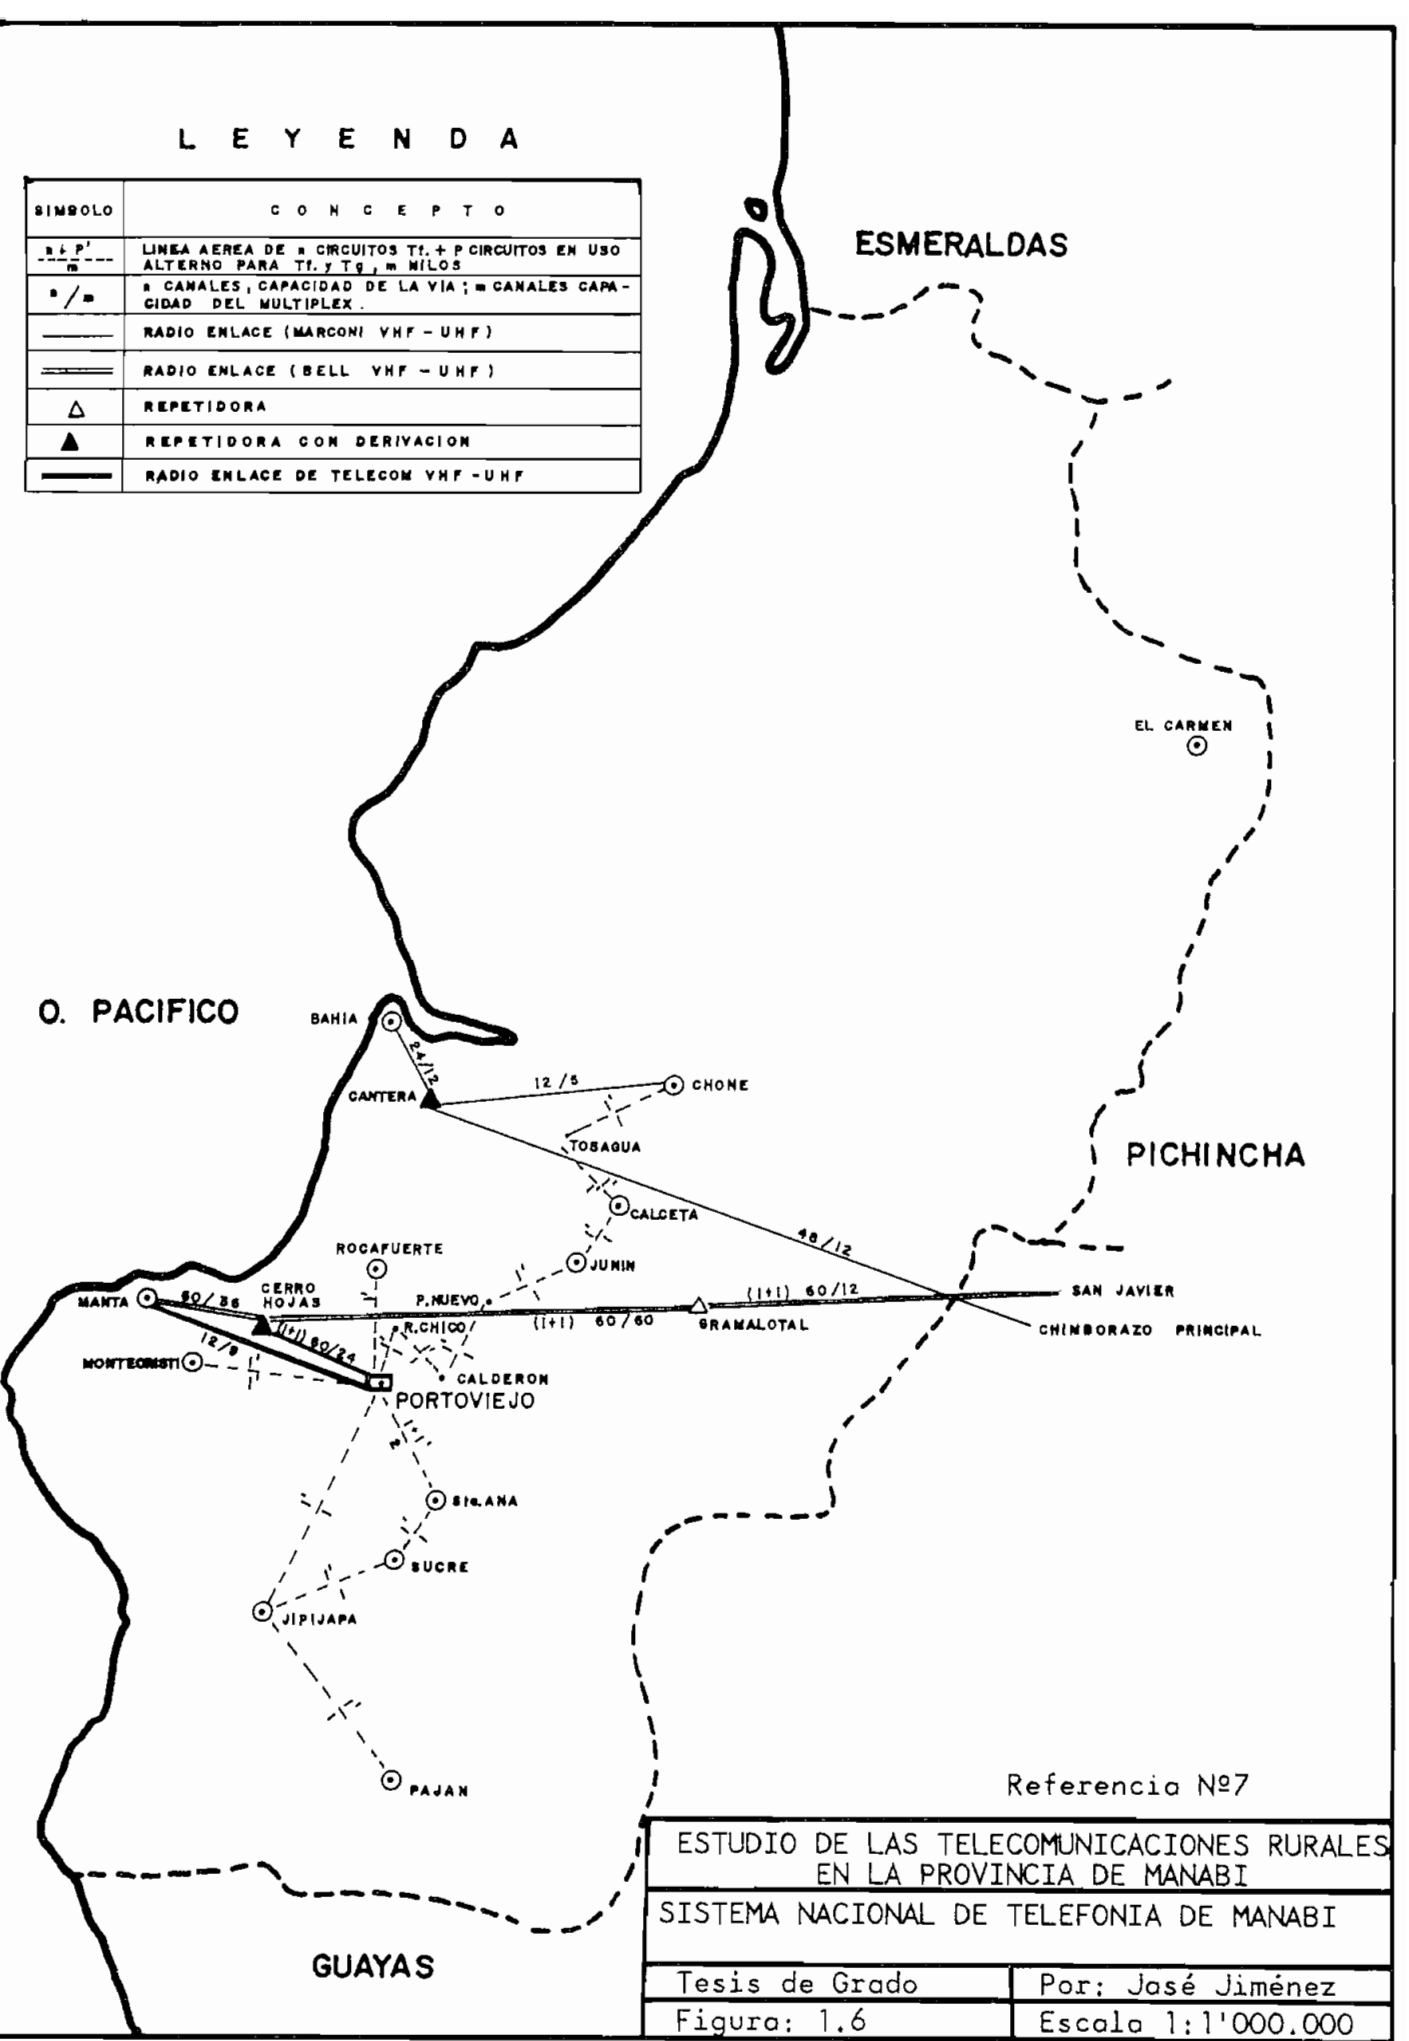 LEYENDA
SIMBOLO CONCEPTO
n + P'
m
LINEA AEREA DE n CIRCUITOS Tf. + P CIRCUITOS EN USO
ALTERNO PARA Tf. y Tg, m HILOS
n/m
n CANALES, CAPACIDAD DE LA VIA; m CANALES CAPA-
CIDAD DEL MULTIPLEX.
RADIO ENLACE (MARCONI VHF - UHF)
RADIO ENLACE (BELL VHF - UHF)
REPETIDORA
REPETIDORA CON DERIVACION
RADIO ENLACE DE TELECOM VHF - UHF
ESMERALDAS
EL CARMEN
O. PACIFICO
BAHIA
24/12
CANTERA
12/5
CHONE
TOSAGUA
PICHINCHA
CALCETA
48/12
ROCAFUERTE
JUNIN
MANTA
60/36
CERRO
HOJAS
P. NUEVO
(1+1) 60/12
SAN JAVIER
R. CHICO
(1+1) 60/60
GRAMALOTAL
CHIMBORAZO PRINCIPAL
12/9
(1+1) 60/24
MONTECRISTI
CALDERON
PORTOVIEJO
Sta. ANA
SUCRE
JIPIJAPA
PAJAN
GUAYAS
Referencia Nº7
ESTUDIO DE LAS TELECOMUNICACIONES RURALES
EN LA PROVINCIA DE MANABI
SISTEMA NACIONAL DE TELEFONIA DE MANABI
Tesis de Grado
Por: José Jiménez
Figura: 1.6
Escala 1:1'000.000